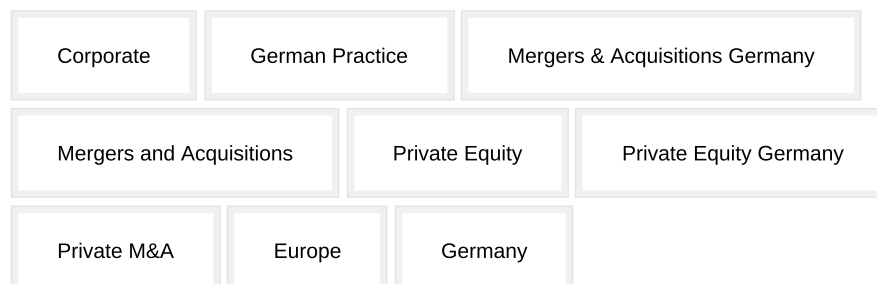 Corporate German Practice Mergers & Acquisitions Germany
Mergers and Acquisitions Private Equity Private Equity Germany
Private M&A Europe Germany